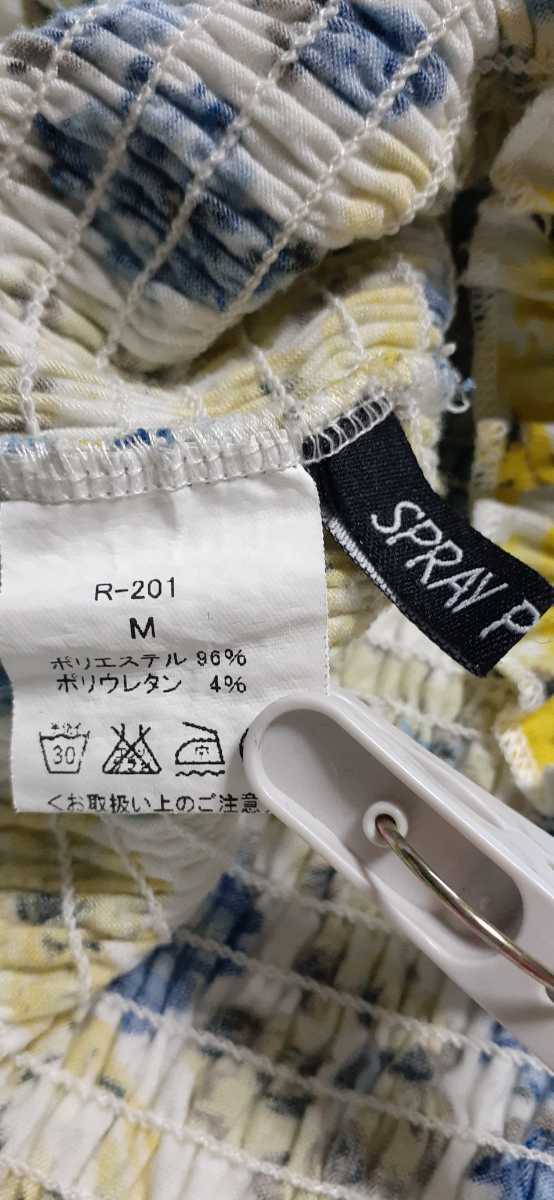 R-201
M
ポリエステル 96%
ポリウレタン 4%
30
<お取扱い上のご注意
SPRAY P